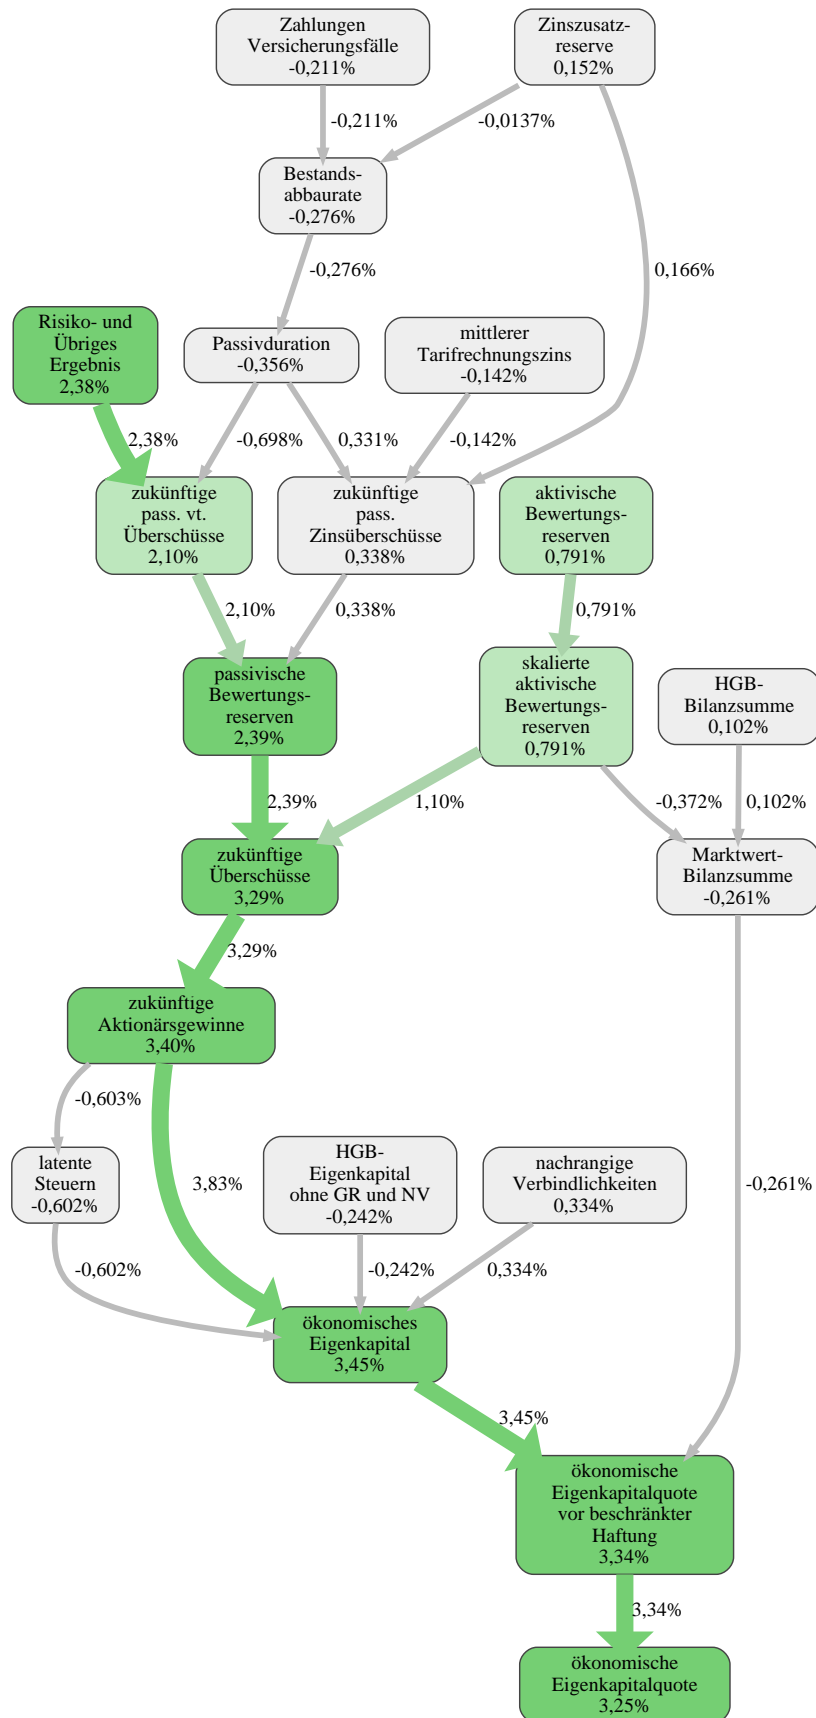 Zahlungen
Versicherungsfälle
-0,211%
Zinszusatz-
reserve
0,152%
-0,211%
-0,0137%
Bestands-
abbaurate
-0,276%
-0,276%
0,166%
Risiko- und
Übriges
Ergebnis
2,38%
Passivduration
-0,356%
mittlerer
Tarifrechnungszins
-0,142%
2,38%
-0,698%
0,331%
-0,142%
zukünftige
pass. vt.
Überschüsse
2,10%
zukünftige
pass.
Zinsüberschüsse
0,338%
aktivische
Bewertungs-
reserven
0,791%
2,10%
0,338%
0,791%
passivische
Bewertungs-
reserven
2,39%
skalierte
aktivische
Bewertungs-
reserven
0,791%
HGB-
Bilanzsumme
0,102%
2,39%
1,10%
-0,372%
0,102%
zukünftige
Überschüsse
3,29%
Marktwert-
Bilanzsumme
-0,261%
3,29%
zukünftige
Aktionärsgewinne
3,40%
-0,603%
latente
Steuern
-0,602%
3,83%
HGB-
Eigenkapital
ohne GR und NV
-0,242%
nachrangige
Verbindlichkeiten
0,334%
-0,261%
-0,602%
-0,242%
0,334%
ökonomisches
Eigenkapital
3,45%
3,45%
ökonomische
Eigenkapitalquote
vor beschränkter
Haftung
3,34%
3,34%
ökonomische
Eigenkapitalquote
3,25%